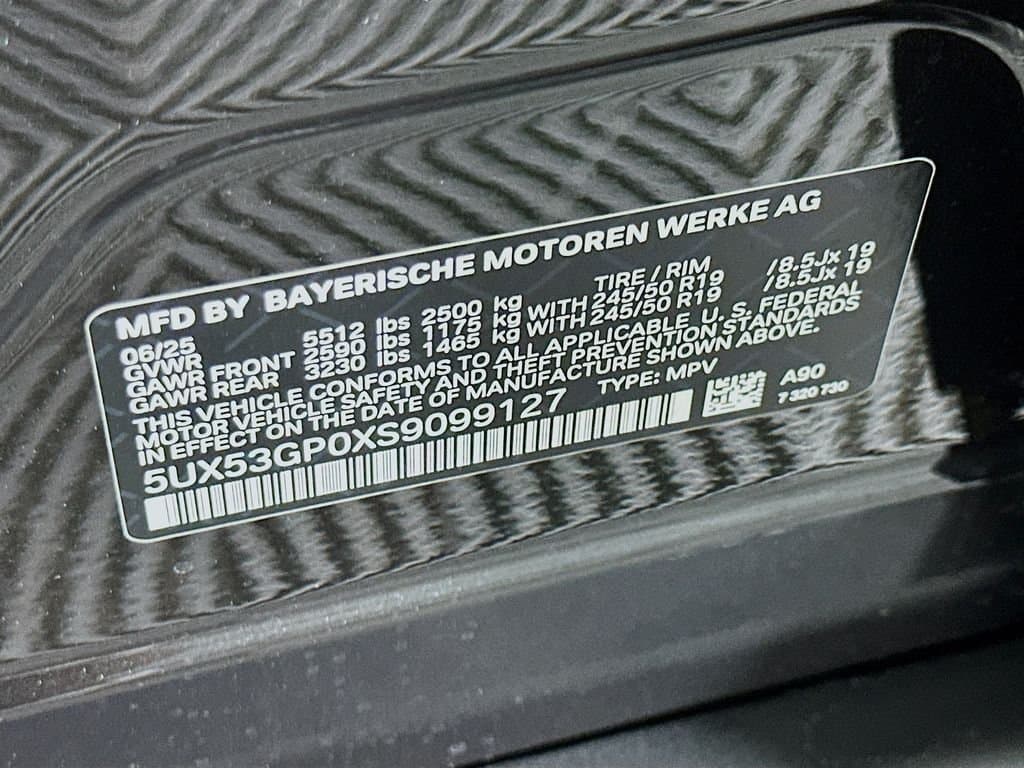 MFD BY BAYERISCHE MOTOREN WERKE AG
06/25 TIRE / RIM
GVWR 5512 lbs 2500 kg
GAWR FRONT 2590 lbs 1175 kg WITH 245/50 R19 /8.5Jx 19
GAWR REAR 3230 lbs 1465 kg WITH 245/50 R19 /8.5Jx 19
THIS VEHICLE CONFORMS TO ALL APPLICABLE U. S. FEDERAL
MOTOR VEHICLE SAFETY AND THEFT PREVENTION STANDARDS
IN EFFECT ON THE DATE OF MANUFACTURE SHOWN ABOVE.
5UX53GP0XS9099127 TYPE: MPV
A90
7 320 730